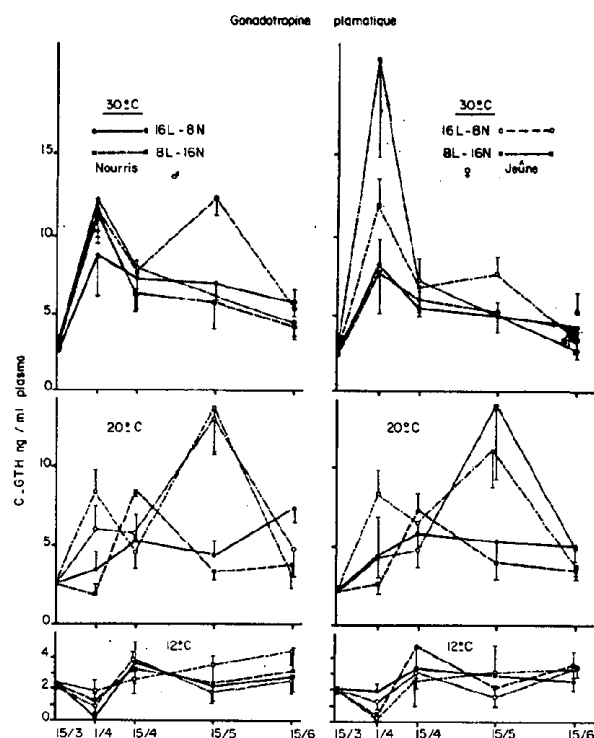 Gonadotropine plamatique
30°C
16L-8N
8L-16N
Nourris ♂
30°C
16L-8N
8L-16N
♀ Jeûne
15
10
5
0
C_GTH ng / ml plasma
20°C
20°C
10
5
0
12°C
12°C
4
2
0
15/3 1/4 15/4 15/5 15/6
15/3 1/4 15/4 15/5 15/6